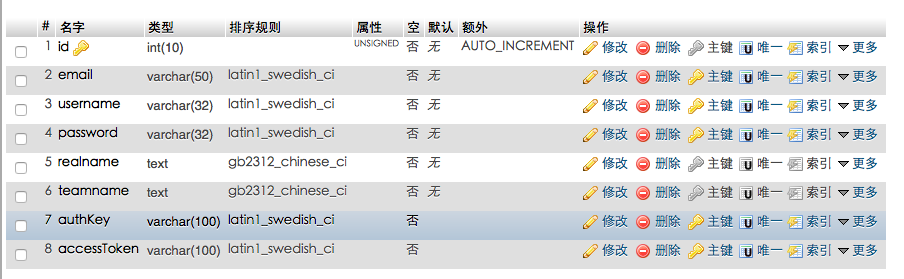 # 名字 类型 排序规则 属性 空 默认 额外 操作
1 id int(10) UNSIGNED 否 无 AUTO_INCREMENT 修改 删除 主键 U 唯一 索引 更多
2 email varchar(50) latin1_swedish_ci 否 无 修改 删除 主键 U 唯一 索引 更多
3 username varchar(32) latin1_swedish_ci 否 无 修改 删除 主键 U 唯一 索引 更多
4 password varchar(32) latin1_swedish_ci 否 无 修改 删除 主键 U 唯一 索引 更多
5 realname text gb2312_chinese_ci 否 无 修改 删除 主键 U 唯一 索引 更多
6 teamname text gb2312_chinese_ci 否 无 修改 删除 主键 U 唯一 索引 更多
7 authKey varchar(100) latin1_swedish_ci 否 修改 删除 主键 U 唯一 索引 更多
8 accessToken varchar(100) latin1_swedish_ci 否 修改 删除 主键 U 唯一 索引 更多